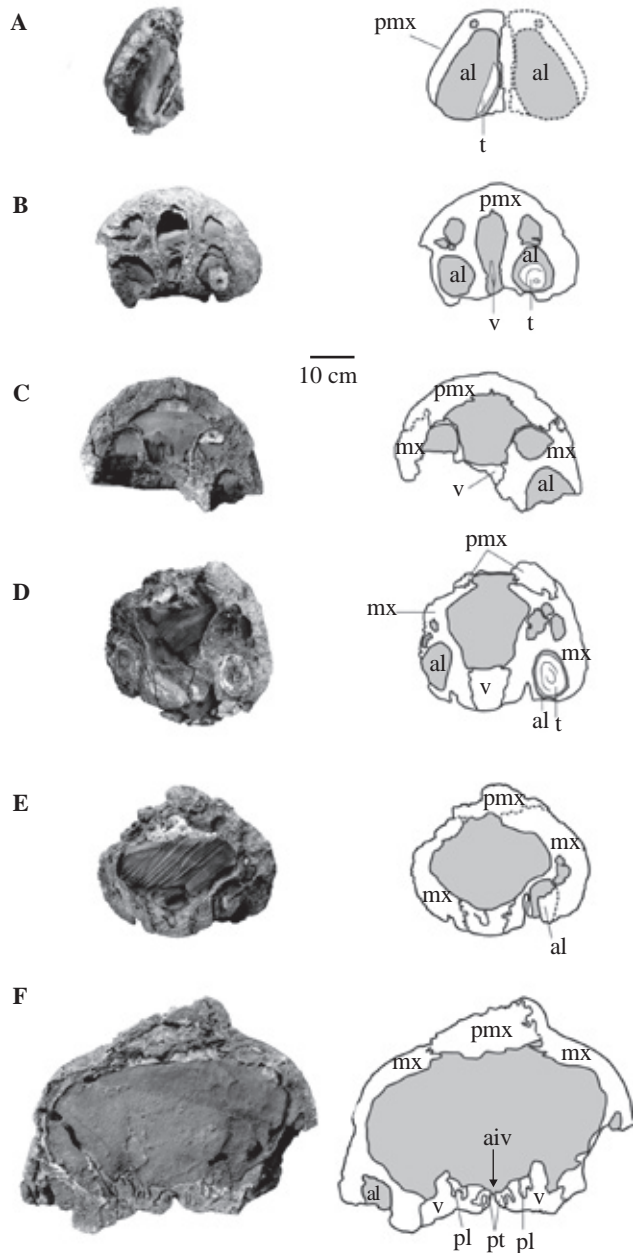 A
pmx
al al
t
B
pmx
al
al
v t
10 cm
C
pmx
mx mx
v al
D
pmx
mx
mx
al
v
al t
E
pmx
mx
mx
al
F
pmx
mx mx
aiv
al
v v
pl pt pl